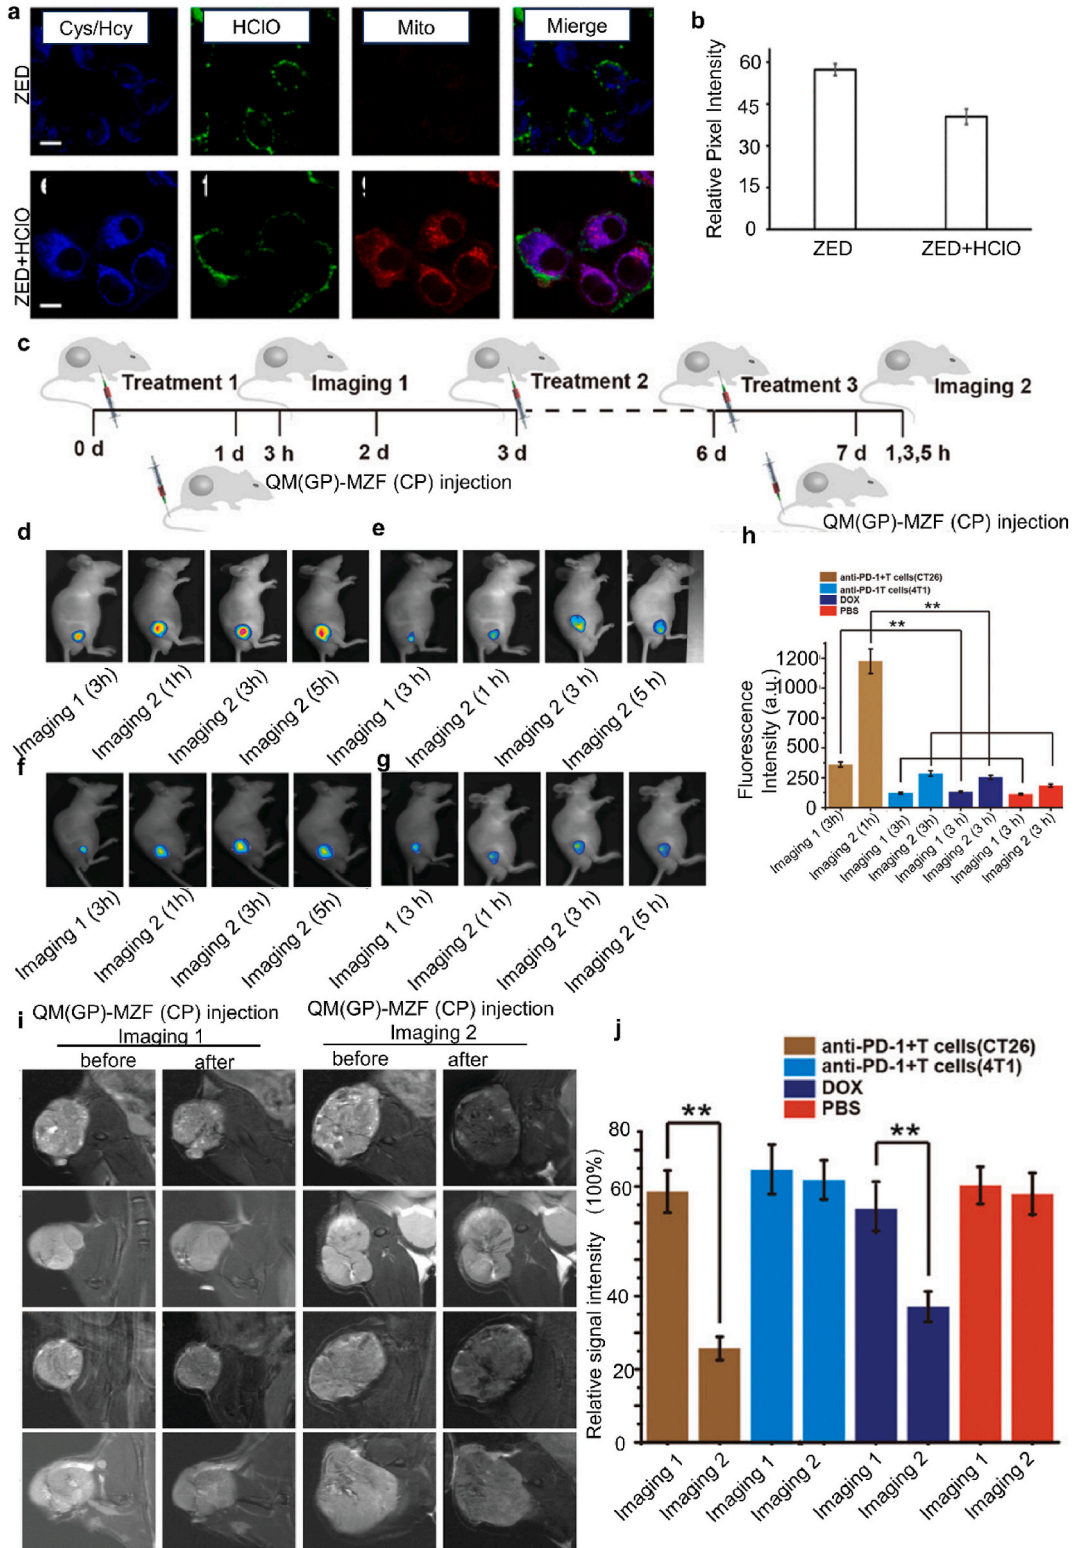 a
Cys/Hcy
HClO
Mito
Mierge
ZED
ZED+HClO
b
Relative Pixel Intensity
60
45
30
15
0
ZED
ZED+HClO
c
Treatment 1
Imaging 1
Treatment 2
Treatment 3
Imaging 2
0 d
1 d
3 h
2 d
3 d
6 d
7 d
1,3,5 h
QM(GP)-MZF (CP) injection
QM(GP)-MZF (CP) injection
d
Imaging 1 (3h)
Imaging 2 (1h)
Imaging 2 (3h)
Imaging 2 (5h)
e
Imaging 1 (3 h)
Imaging 2 (1 h)
Imaging 2 (3 h)
Imaging 2 (5 h)
f
Imaging 1 (3h)
Imaging 2 (1h)
Imaging 2 (3h)
Imaging 2 (5h)
g
Imaging 1 (3 h)
Imaging 2 (1 h)
Imaging 2 (3 h)
Imaging 2 (5 h)
h
anti-PD-1+T cells(CT26)
anti-PD-1T cells(4T1)
DOX
PBS
**
**
Fluorescence
Intensity (a.u.)
1200
1000
700
500
250
0
Imaging 1 (3h)
Imaging 2 (1h)
Imaging 1 (3h)
Imaging 2 (3h)
Imaging 1 (3 h)
Imaging 2 (3 h)
Imaging 1 (3 h)
Imaging 2 (3 h)
i
QM(GP)-MZF (CP) injection
Imaging 1
before
after
QM(GP)-MZF (CP) injection
Imaging 2
before
after
j
anti-PD-1+T cells(CT26)
anti-PD-1+T cells(4T1)
DOX
PBS
**
**
Relative signal intensity (100%)
80
60
40
20
0
Imaging 1
Imaging 2
Imaging 1
Imaging 2
Imaging 1
Imaging 2
Imaging 1
Imaging 2